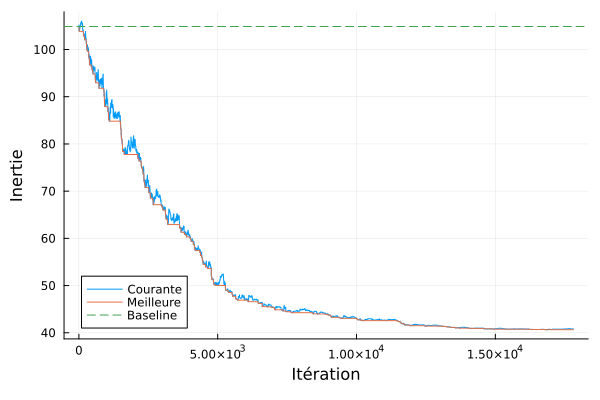 Inertie
100
90
80
70
60
50
40
Courante
Meilleure
Baseline
0
5.00×10³
1.00×10⁴
1.50×10⁴
Itération